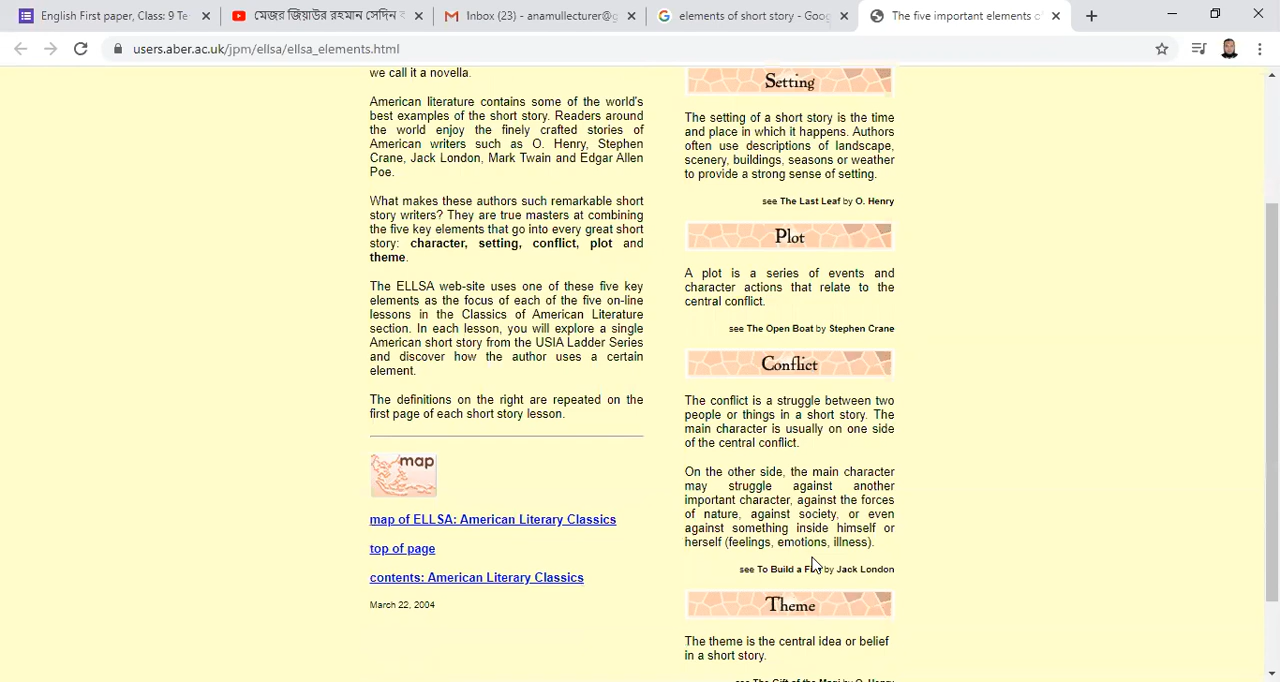 English First paper, Class: 9 Te
মেজর জিয়াউর রহমান সেদিন ব
Inbox (23) - anamullecturer@g
elements of short story - Goog
The five important elements o
users.aber.ac.uk/jpm/ellsa/ellsa_elements.html
we call it a novella.
American literature contains some of the world's
best examples of the short story. Readers around
the world enjoy the finely crafted stories of
American writers such as O. Henry, Stephen
Crane, Jack London, Mark Twain and Edgar Allen
Poe.
What makes these authors such remarkable short
story writers? They are true masters at combining
the five key elements that go into every great short
story: character, setting, conflict, plot and
theme.
The ELLSA web-site uses one of these five key
elements as the focus of each of the five on-line
lessons in the Classics of American Literature
section. In each lesson, you will explore a single
American short story from the USIA Ladder Series
and discover how the author uses a certain
element.
The definitions on the right are repeated on the
first page of each short story lesson.
map
map of ELLSA: American Literary Classics
top of page
contents: American Literary Classics
March 22, 2004
Setting
The setting of a short story is the time
and place in which it happens. Authors
often use descriptions of landscape,
scenery, buildings, seasons or weather
to provide a strong sense of setting.
see The Last Leaf by O. Henry
Plot
A plot is a series of events and
character actions that relate to the
central conflict.
see The Open Boat by Stephen Crane
Conflict
The conflict is a struggle between two
people or things in a short story. The
main character is usually on one side
of the central conflict.
On the other side, the main character
may struggle against another
important character, against the forces
of nature, against society, or even
against something inside himself or
herself (feelings, emotions, illness).
see To Build a Fire by Jack London
Theme
The theme is the central idea or belief
in a short story.
see The Gift of the Magi by O. Henry